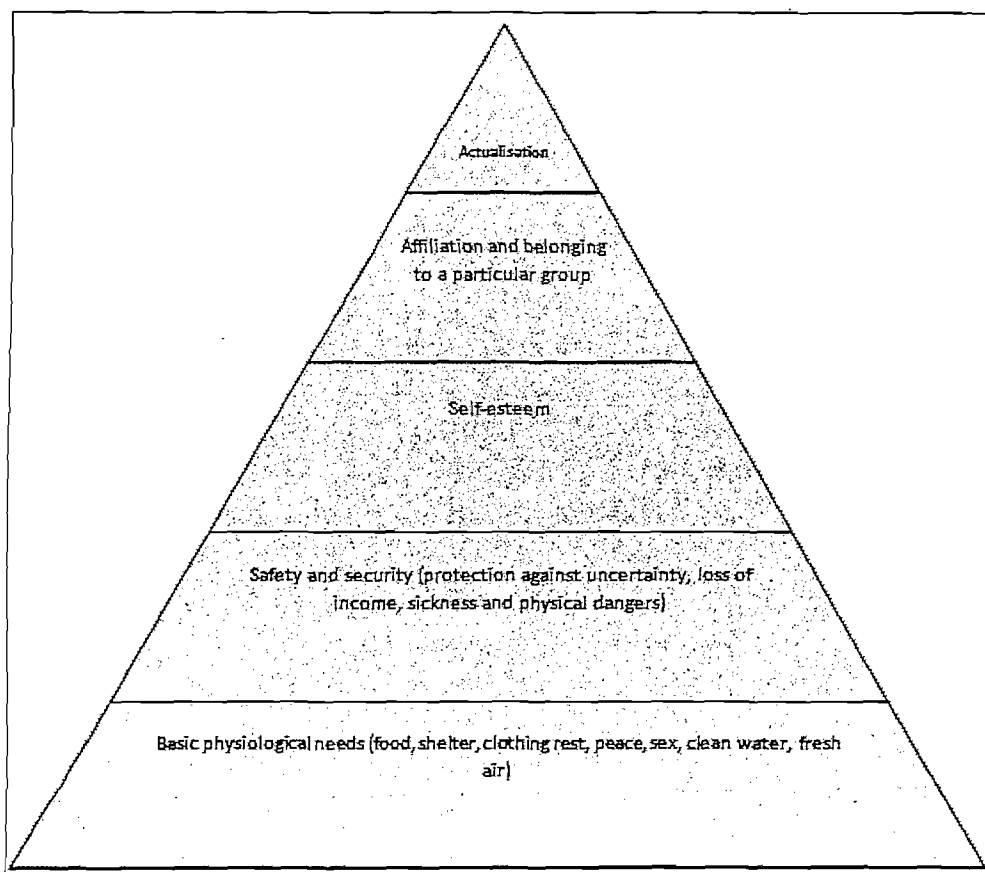 Actualisation
Affiliation and belonging
to a particular group
Self-esteem
Safety and security (protection against uncertainty, loss of
income, sickness and physical dangers)
Basic physiological needs (food, shelter, clothing rest, peace, sex, clean water, fresh
air)